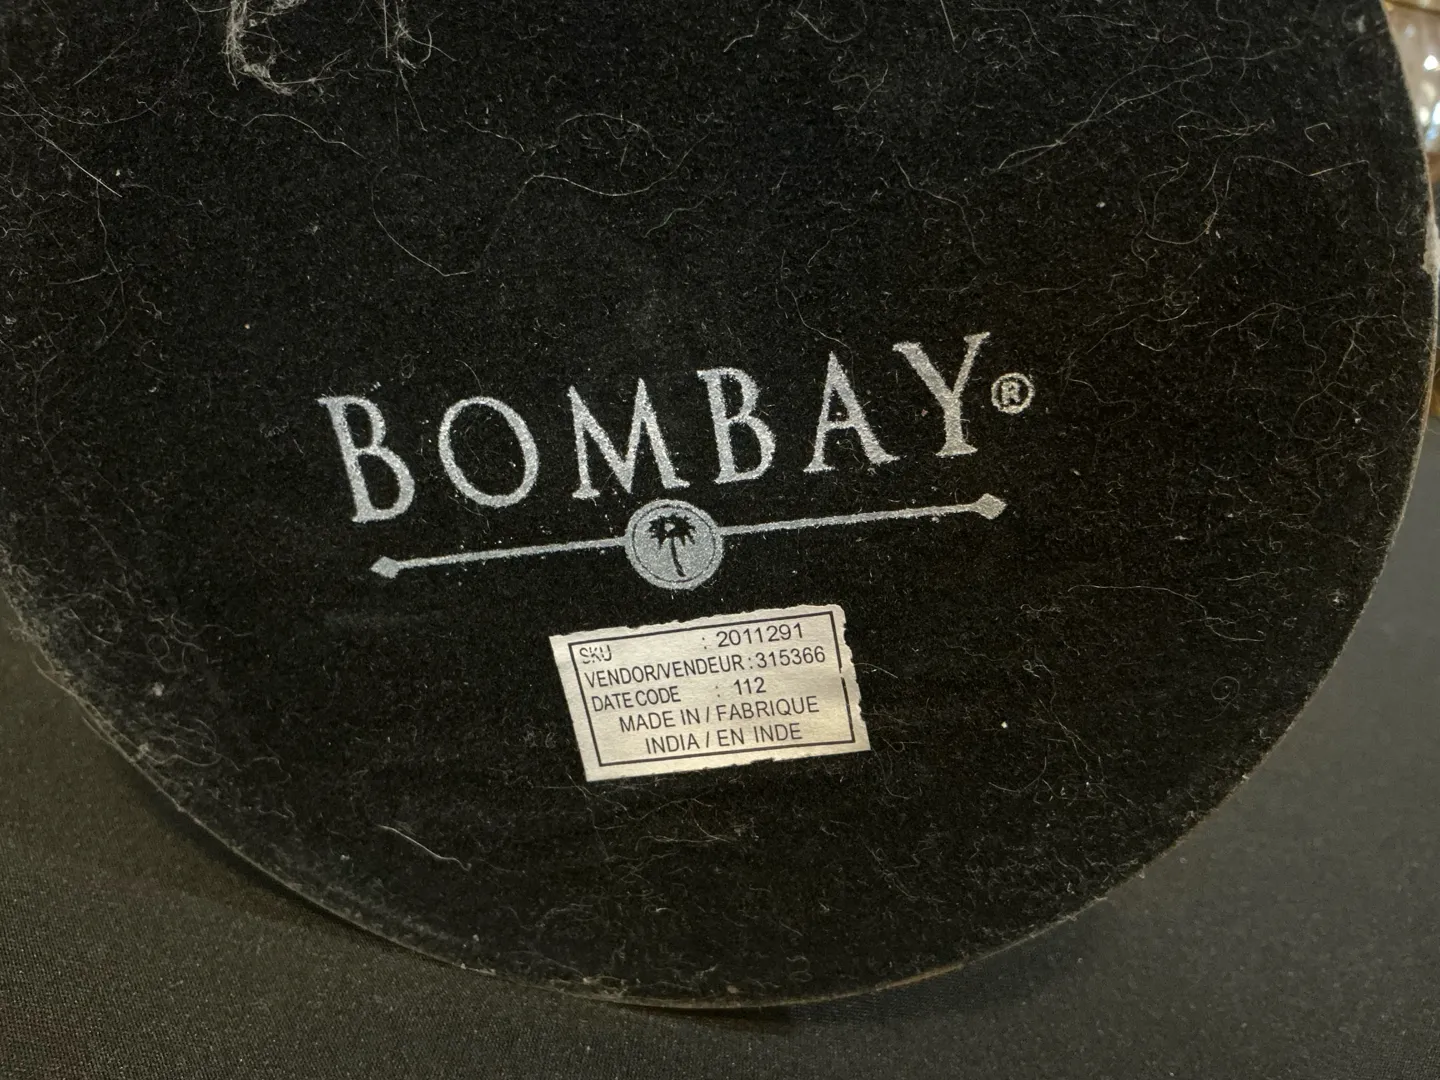 BOMBAY®
SKU : 2011291
VENDOR/VENDEUR : 315366
DATE CODE : 112
MADE IN / FABRIQUE
INDIA / EN INDE